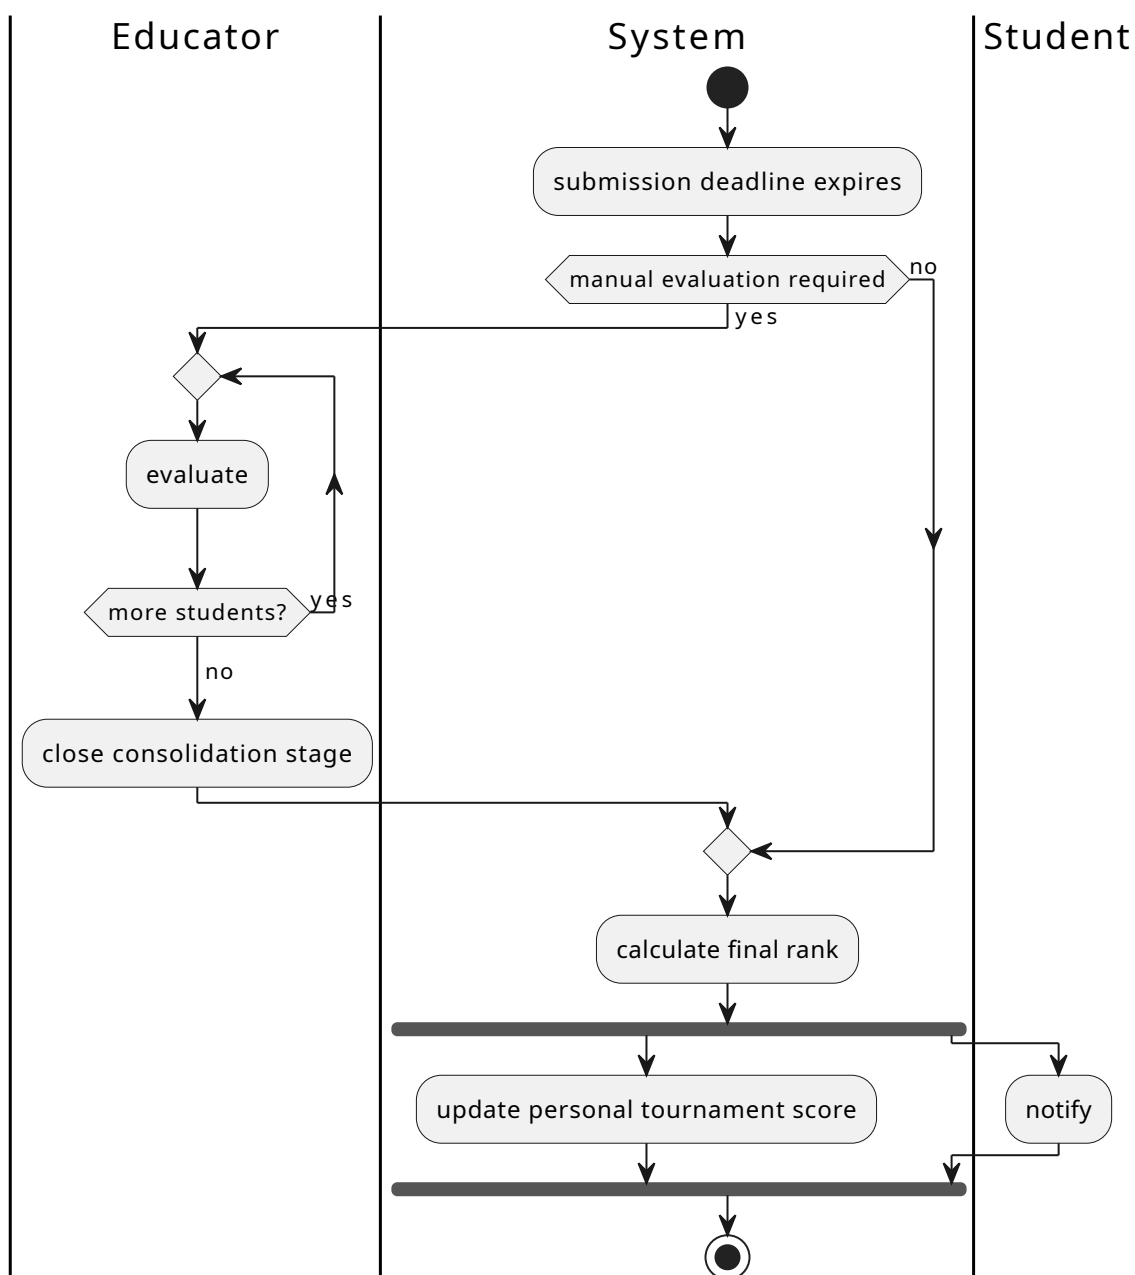 Educator
System
Student
submission deadline expires
manual evaluation required
no
yes
evaluate
more students?
yes
no
close consolidation stage
calculate final rank
update personal tournament score
notify